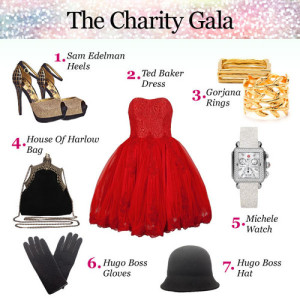 The Charity Gala
1. Sam Edelman
Heels
2. Ted Baker
Dress
3. Gorjana
Rings
4. House Of Harlow
Bag
5. Michele
Watch
6. Hugo Boss
Gloves
7. Hugo Boss
Hat